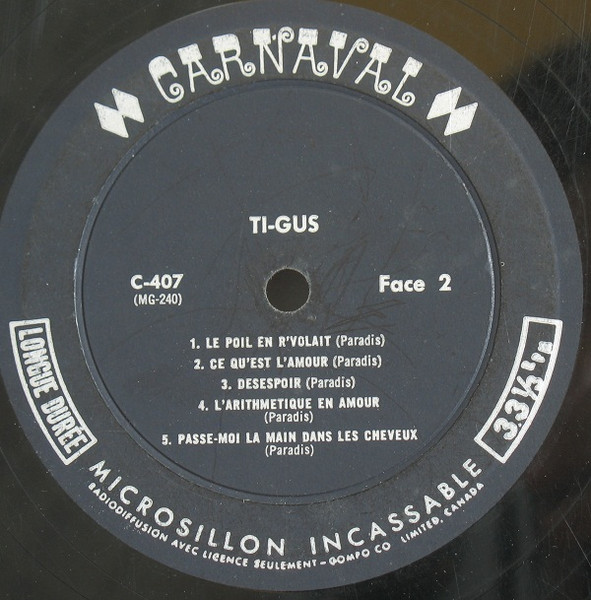 CARNAVAL
TI-GUS
C-407
(MG-240)
Face 2
1. LE POIL EN R'VOLAIT (Paradis)
2. CE QU'EST L'AMOUR (Paradis)
3. DESESPOIR (Paradis)
4. L'ARITHMETIQUE EN AMOUR
(Paradis)
5. PASSE-MOI LA MAIN DANS LES CHEVEUX
(Paradis)
LONGUE DURÉE
33⅓
MICROSILLON INCASSABLE
RADIODIFFUSION AVEC LICENCE SEULEMENT - COMPO CO LIMITED, CANADA